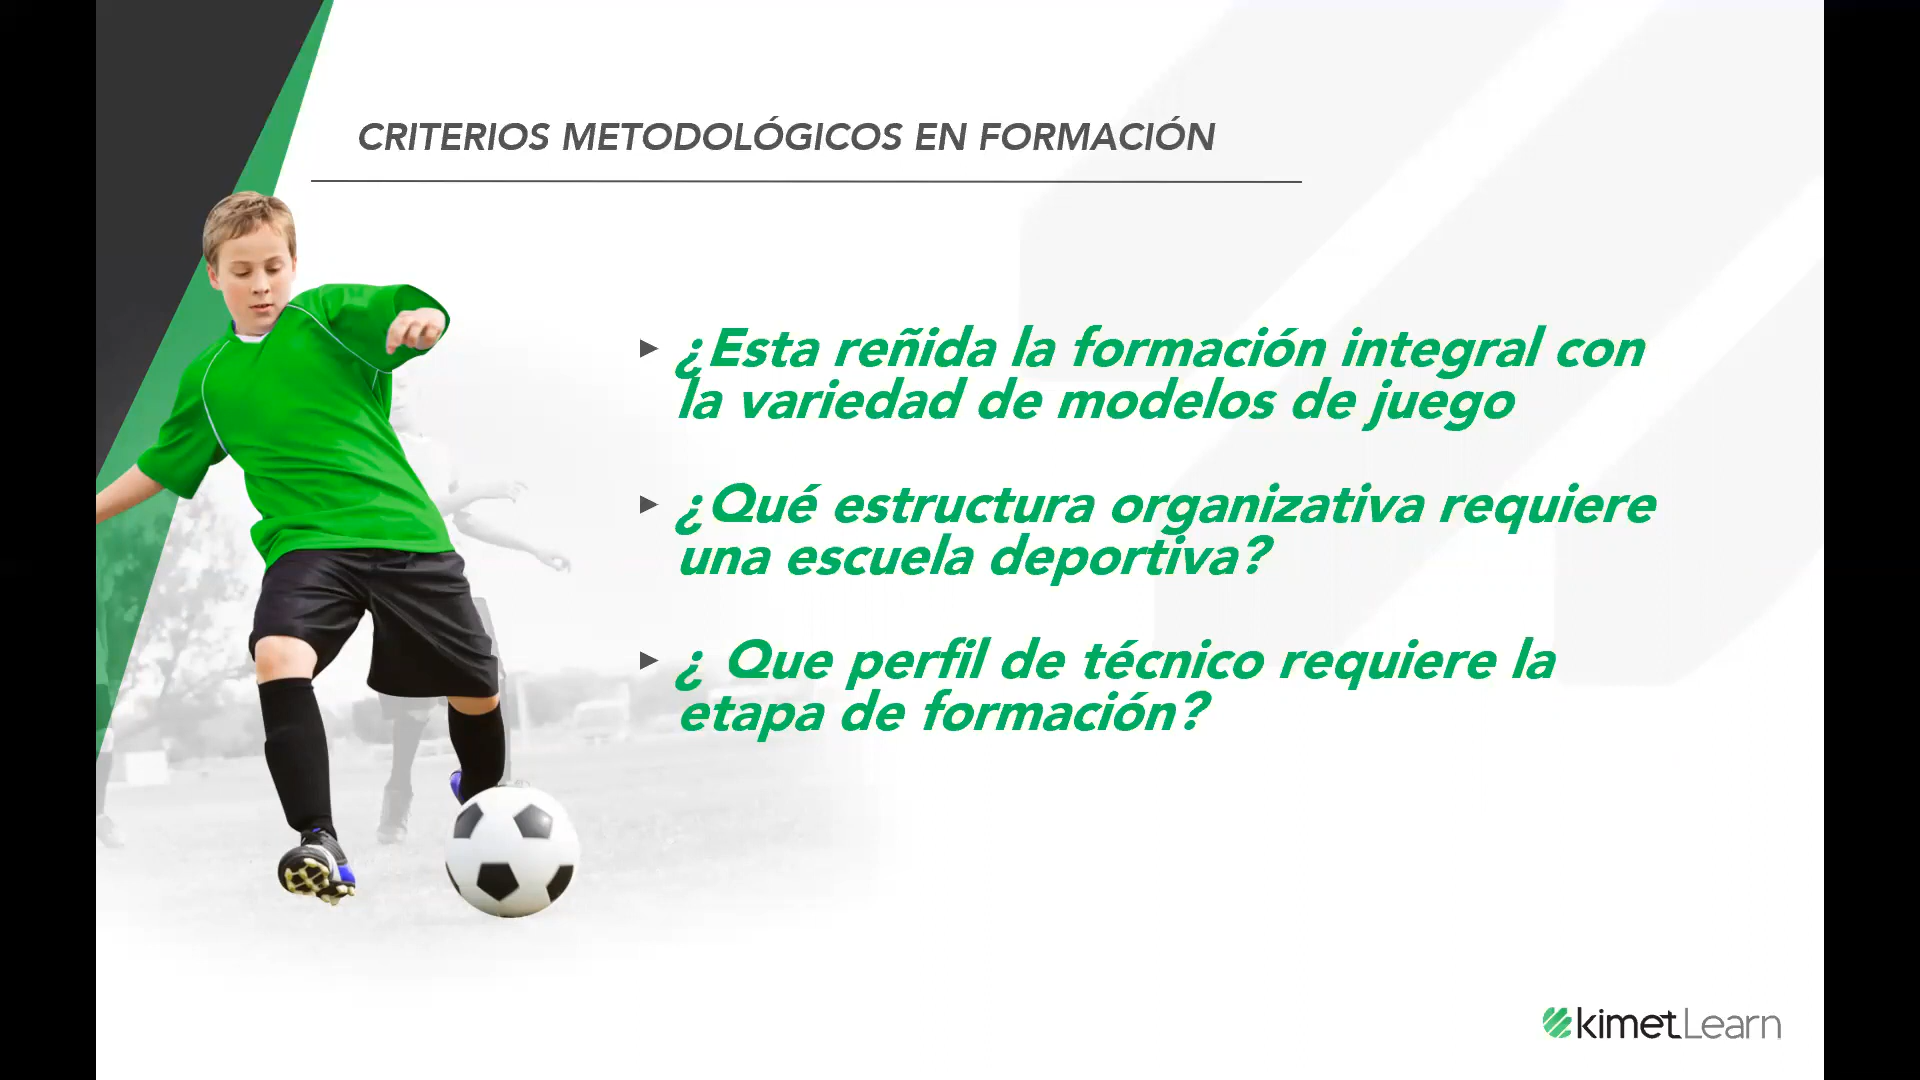 CRITERIOS METODOLÓGICOS EN FORMACIÓN
¿Esta reñida la formación integral con
la variedad de modelos de juego
¿Qué estructura organizativa requiere
una escuela deportiva?
¿ Que perfil de técnico requiere la
etapa de formación?
kimetLearn